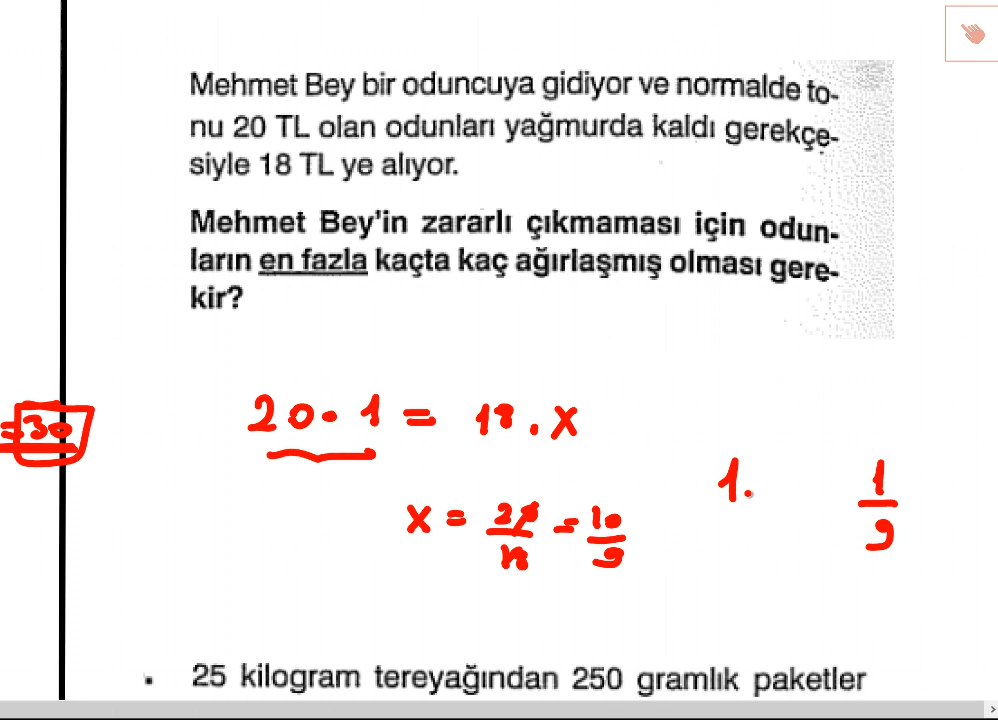 Mehmet Bey bir oduncuya gidiyor ve normalde to-
nu 20 TL olan odunları yağmurda kaldı gerekçe-
siyle 18 TL ye alıyor.
Mehmet Bey'in zararlı çıkmaması için odun-
ların en fazla kaçta kaç ağırlaşmış olması gere-
kir?
=30
20·1 = 18.x
x = 20/18 = 10/9
1.
1/9
25 kilogram tereyağından 250 gramlık paketler